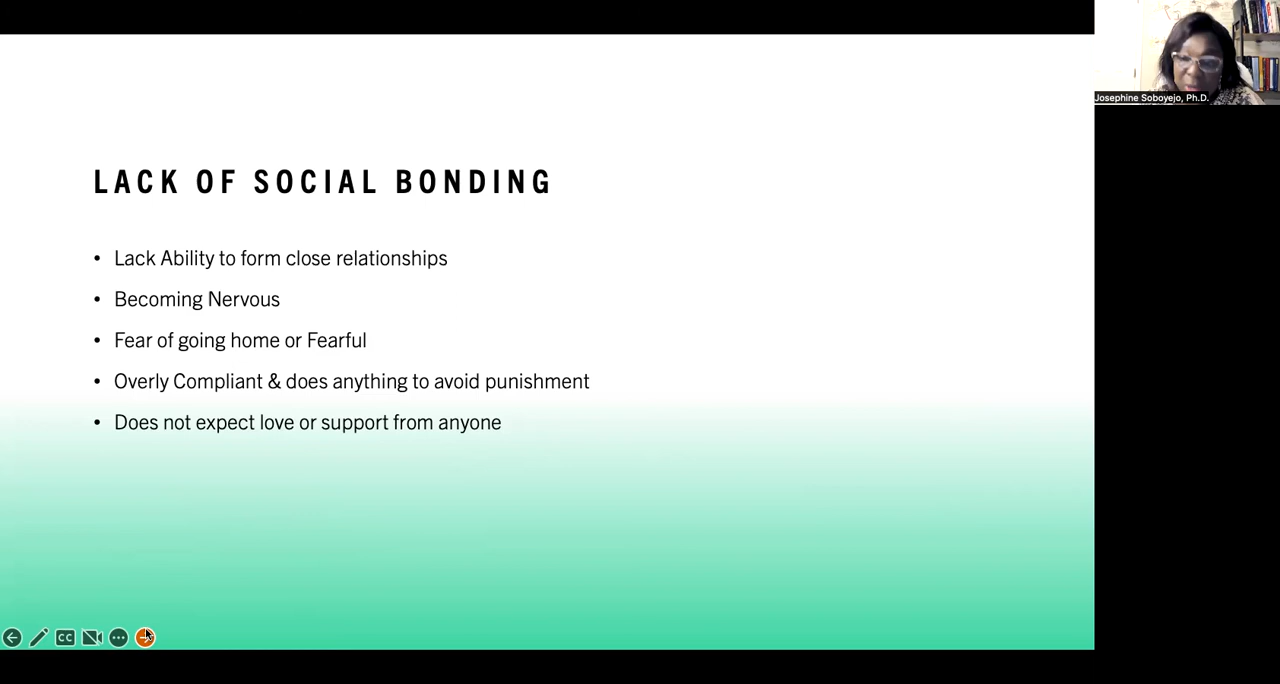 Josephine Soboyejo, Ph.D.
LACK OF SOCIAL BONDING
• Lack Ability to form close relationships
• Becoming Nervous
• Fear of going home or Fearful
• Overly Compliant & does anything to avoid punishment
• Does not expect love or support from anyone
CC